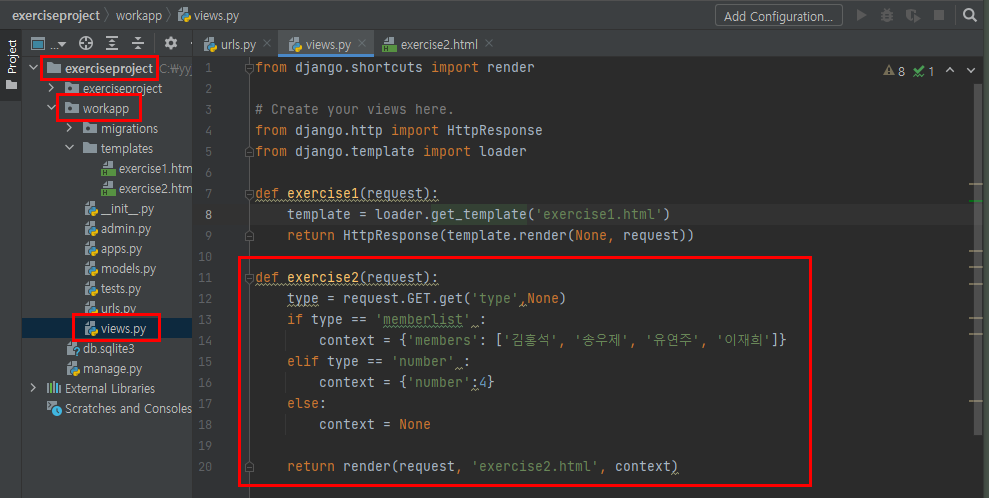 exerciseproject workapp views.py
Add Configuration...
Project
...
urls.py views.py exercise2.html
exerciseproject C:₩yyj
exerciseproject
workapp
migrations
templates
exercise1.htm
exercise2.htm
__init__.py
admin.py
apps.py
models.py
tests.py
urls.py
views.py
db.sqlite3
manage.py
External Libraries
Scratches and Consoles
8 1
1 from django.shortcuts import render
2
3 # Create your views here.
4 from django.http import HttpResponse
5 from django.template import loader
6
7 def exercise1(request):
8 template = loader.get_template('exercise1.html')
9 return HttpResponse(template.render(None, request))
10
11 def exercise2(request):
12 type = request.GET.get('type',None)
13 if type == 'memberlist' :
14 context = {'members': ['김홍석', '송우제', '유연주', '이재희']}
15 elif type == 'number' :
16 context = {'number':4}
17 else:
18 context = None
19
20 return render(request, 'exercise2.html', context)